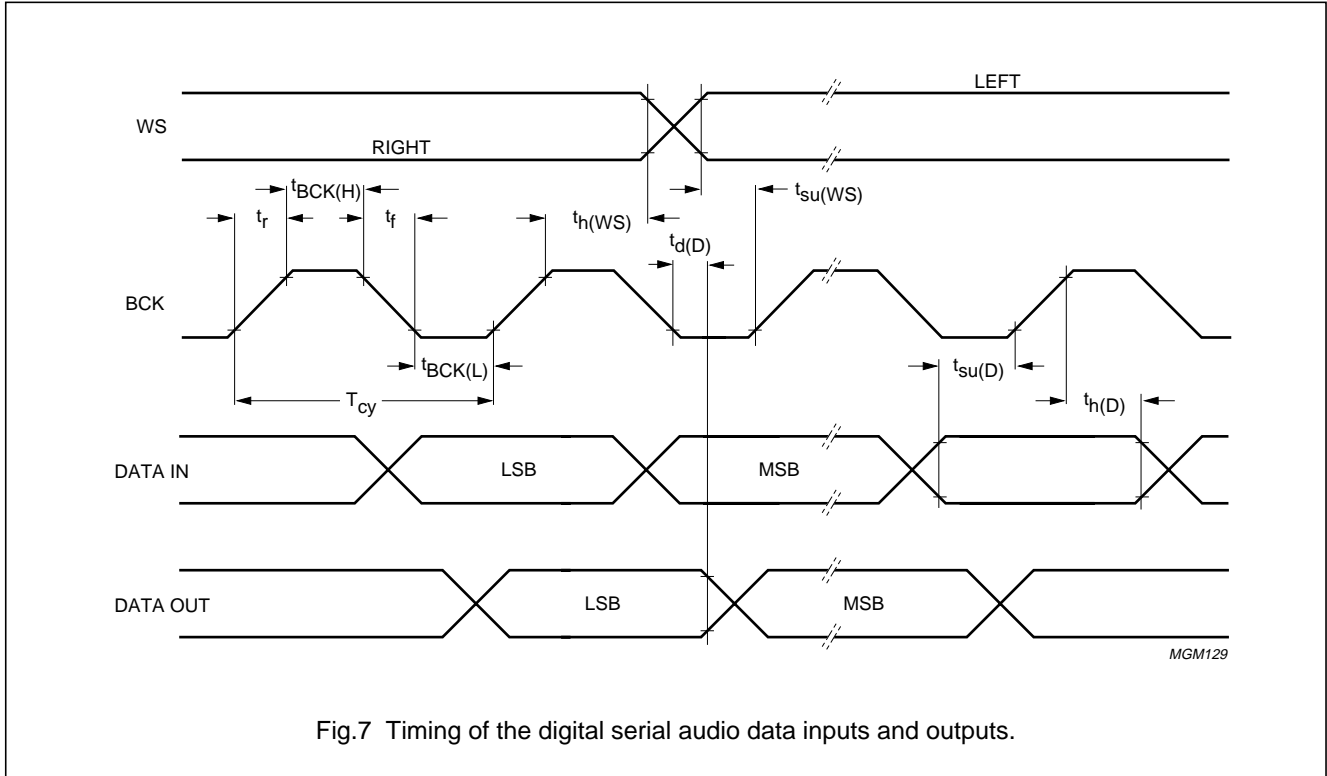 LEFT
WS
RIGHT
tBCK(H)
tsu(WS)
tr
tf
th(WS)
td(D)
BCK
tBCK(L)
tsu(D)
Tcy
th(D)
DATA IN
LSB
MSB
DATA OUT
LSB
MSB
MGM129
Fig.7 Timing of the digital serial audio data inputs and outputs.